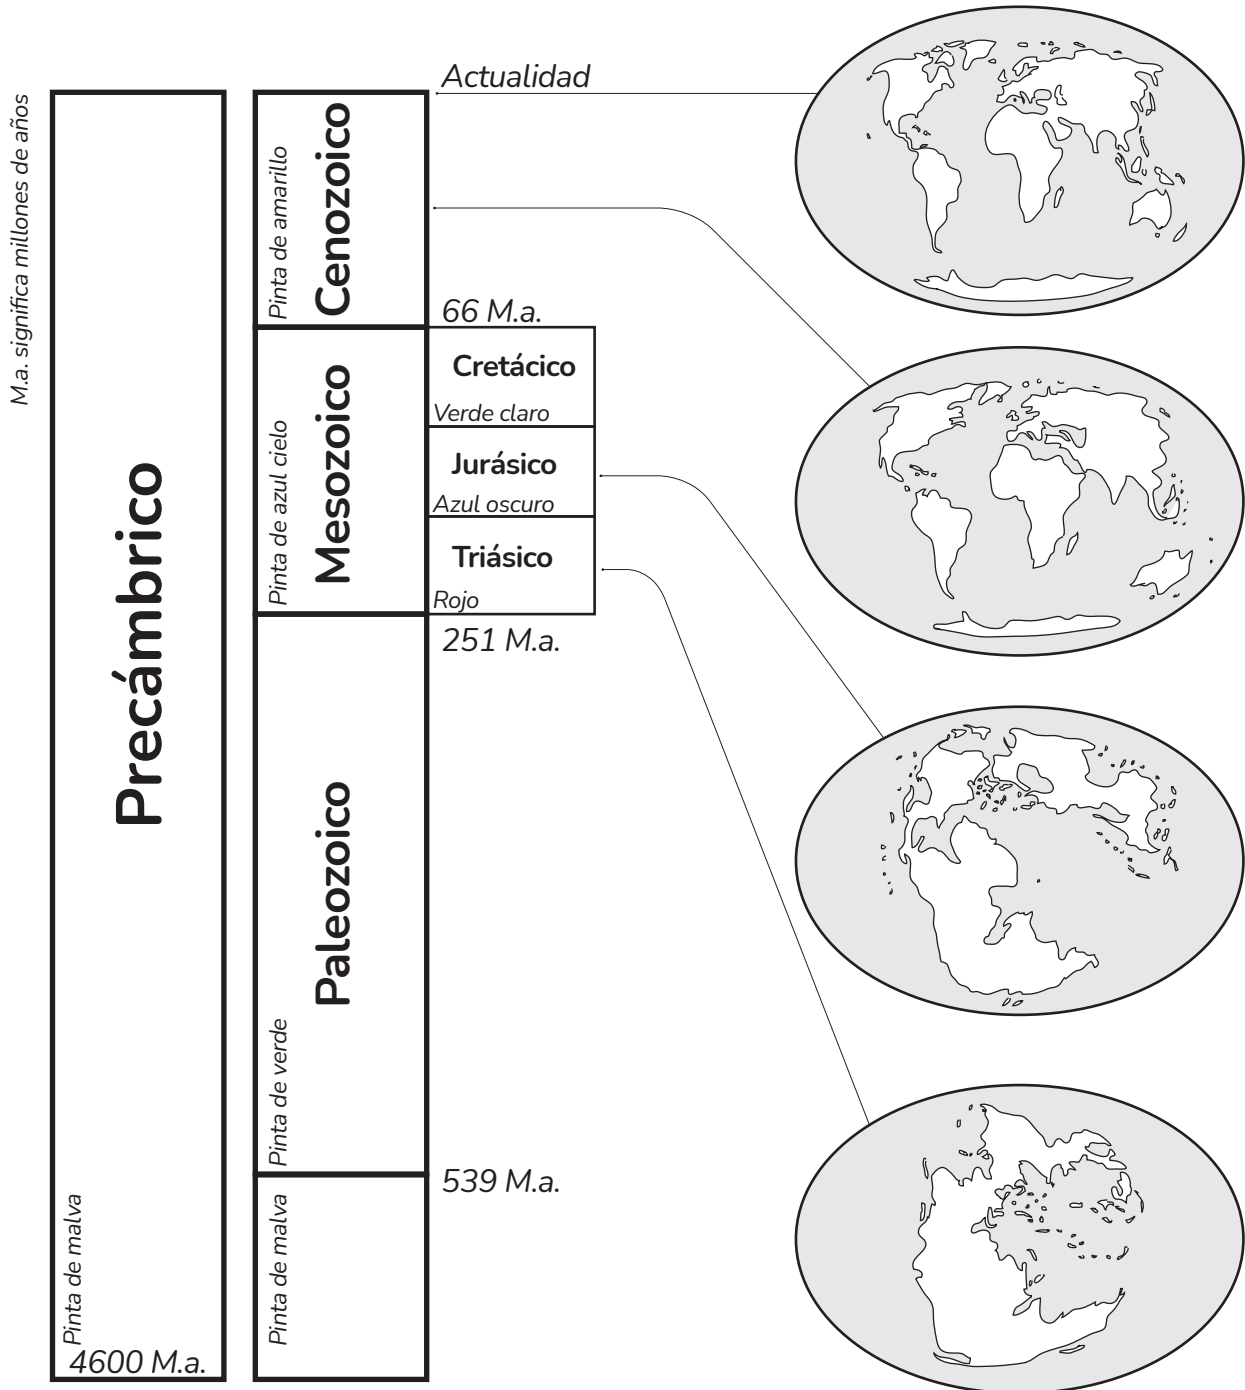 M.a. significa millones de años
Precámbrico
Pinta de malva
4600 M.a.
Actualidad
Pinta de amarillo
Cenozoico
66 M.a.
Pinta de azul cielo
Mesozoico
Cretácico
Verde claro
Jurásico
Azul oscuro
Triásico
Rojo
251 M.a.
Pinta de verde
Paleozoico
539 M.a.
Pinta de malva